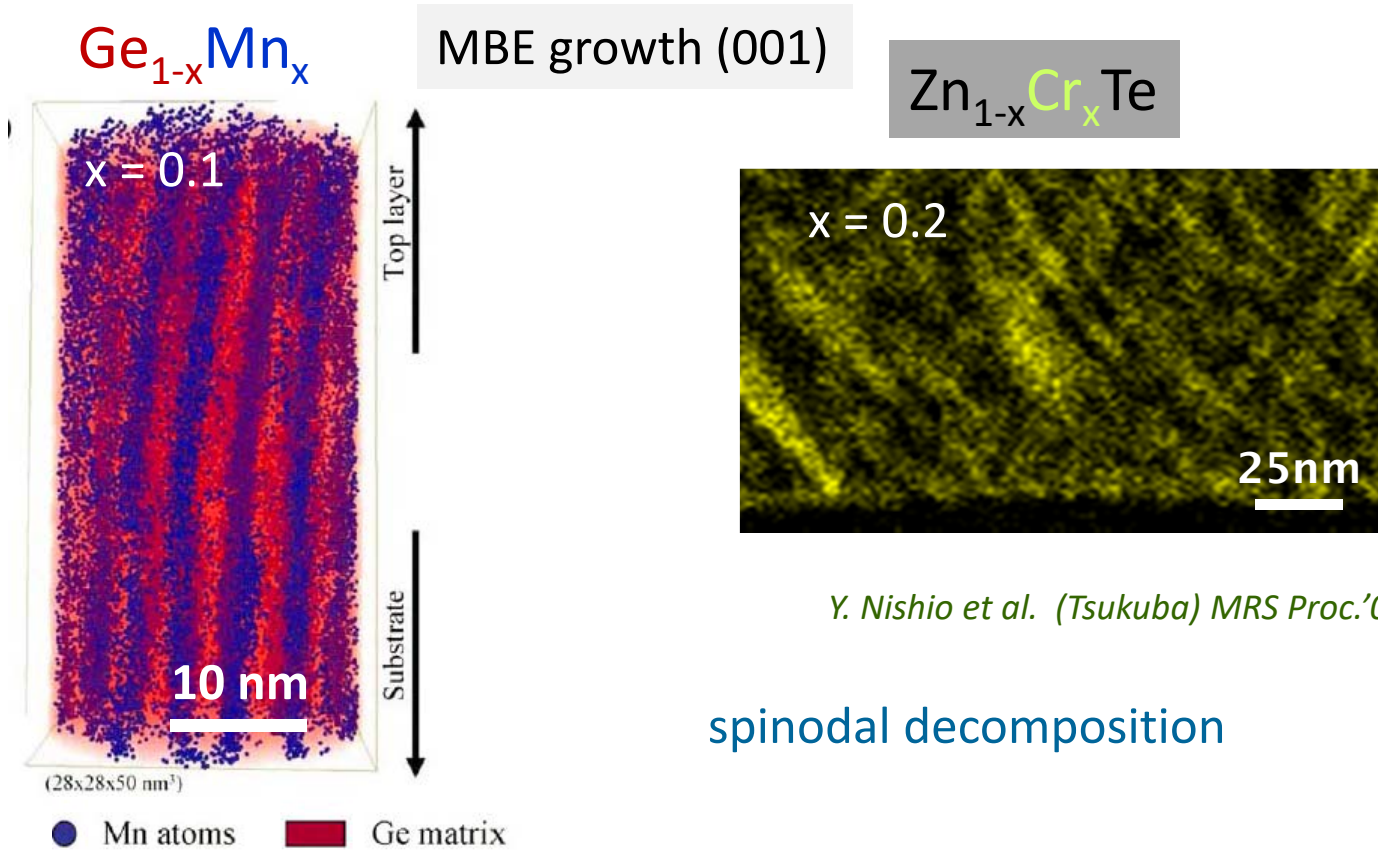 Ge1-xMnx
MBE growth (001)
Zn1-xCrxTe
x = 0.1
Top layer
x = 0.2
25nm
Substrate
10 nm
Y. Nishio et al. (Tsukuba) MRS Proc.’
spinodal decomposition
(28x28x50 nm³)
Mn atoms
Ge matrix